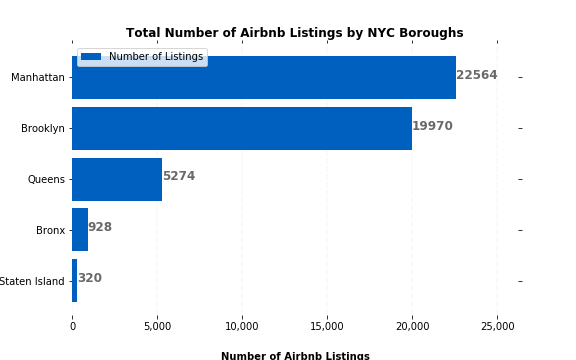 Total Number of Airbnb Listings by NYC Boroughs
Number of Listings
Manhattan 22564
Brooklyn 19970
Queens 5274
Bronx 928
Staten Island 320
0 5,000 10,000 15,000 20,000 25,000
Number of Airbnb Listings